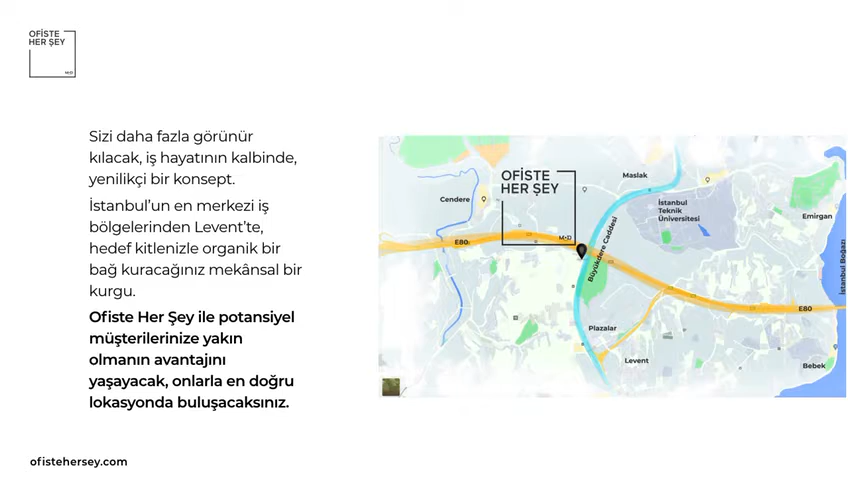 OFİSTE
HER ŞEY
M•D
Sizi daha fazla görünür
kılacak, iş hayatının kalbinde,
yenilikçi bir konsept.
İstanbul'un en merkezi iş
bölgelerinden Levent'te,
hedef kitlenizle organik bir
bağ kuracağınız mekânsal bir
kurgu.
Ofiste Her Şey ile potansiyel
müşterilerinize yakın
olmanın avantajını
yaşayacak, onlarla en doğru
lokasyonda buluşacaksınız.
OFİSTE
HER ŞEY
M•D
Maslak
Cendere
İstanbul
Teknik
Üniversitesi
Emirgan
E80
Büyükdere Caddesi
İstanbul Boğazı
E80
Plazalar
Levent
Bebek
ofistehersey.com